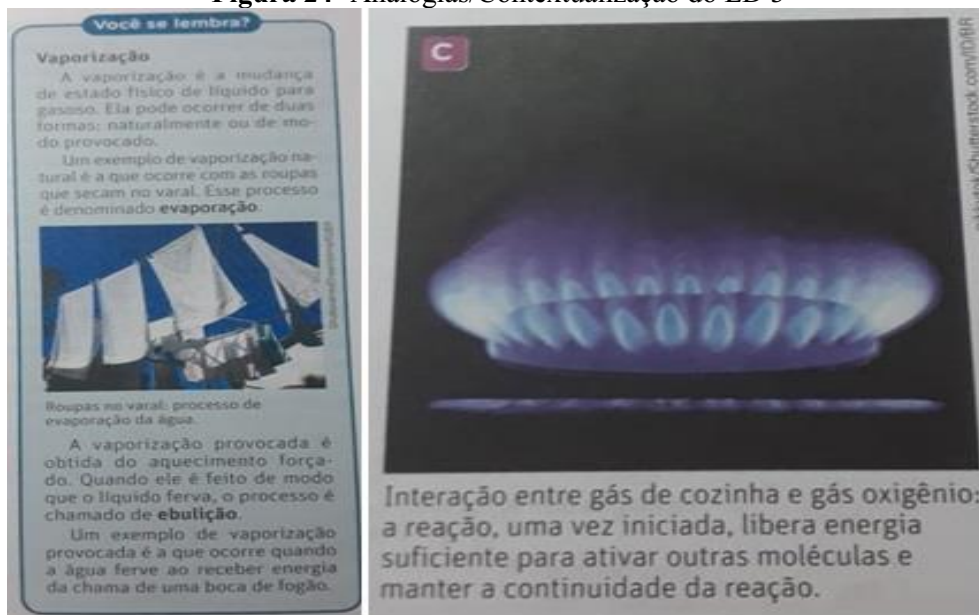 Figura 24- Analogias/Contextualização do LD 3
Você se lembra?
Vaporização
A vaporização é a mudança
de estado físico de líquido para
gasoso. Ela pode ocorrer de duas
formas: naturalmente ou de mo-
do provocado.
Um exemplo de vaporização na-
tural é a que ocorre com as roupas
que secam no varal. Esse processo
é denominado evaporação.
Roupas no varal: processo de
evaporação da água.
A vaporização provocada é
obtida do aquecimento força-
do. Quando ele é feito de modo
que o líquido ferva, o processo é
chamado de ebulição.
Um exemplo de vaporização
provocada é a que ocorre quando
a água ferve ao receber energia
da chama de uma boca de fogão.
C
/Shutterstock.com/ID/BR
Interação entre gás de cozinha e gás oxigênio:
a reação, uma vez iniciada, libera energia
suficiente para ativar outras moléculas e
manter a continuidade da reação.